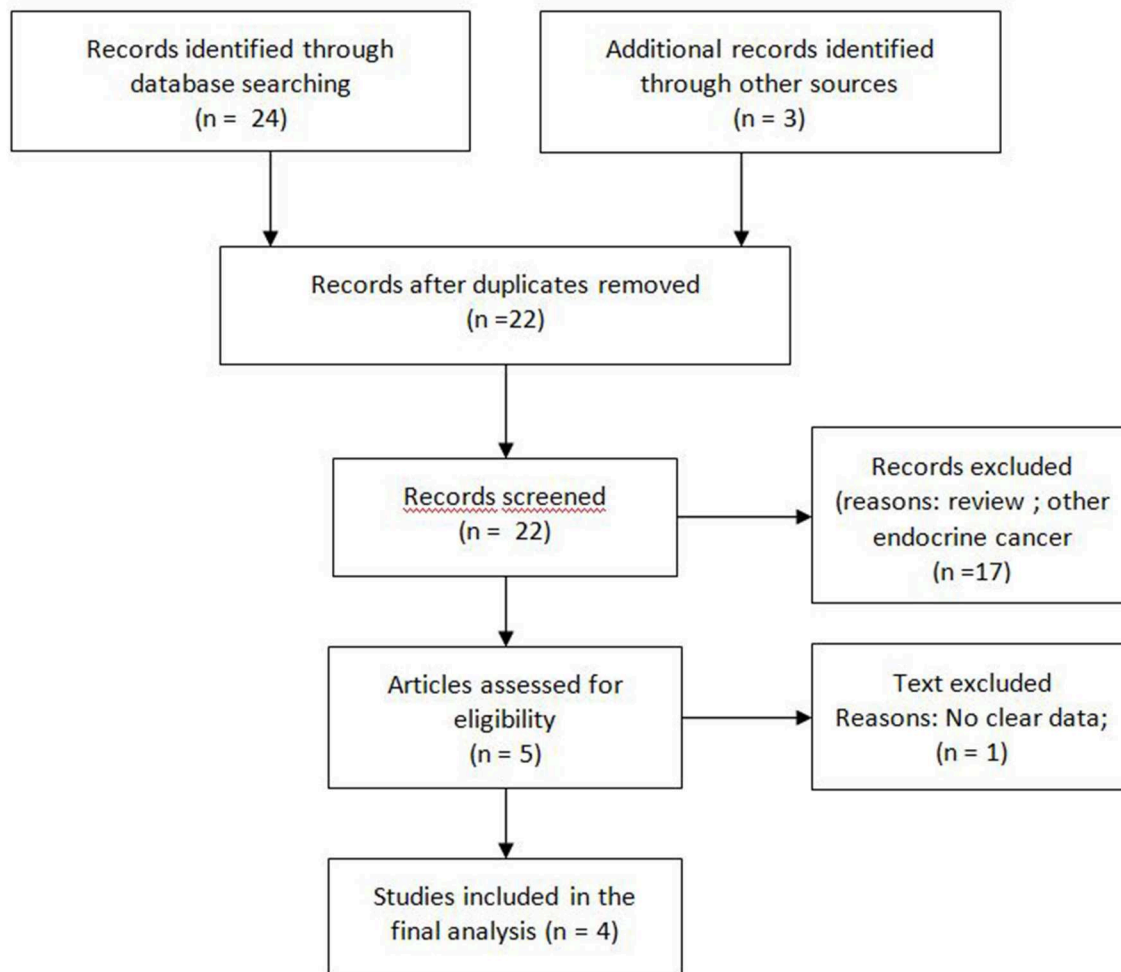 Records identified through
database searching
(n = 24)
Additional records identified
through other sources
(n = 3)
Records after duplicates removed
(n =22)
Records screened
(n = 22)
Records excluded
(reasons: review ; other
endocrine cancer
(n =17)
Articles assessed for
eligibility
(n = 5)
Text excluded
Reasons: No clear data;
(n = 1)
Studies included in the
final analysis (n = 4)